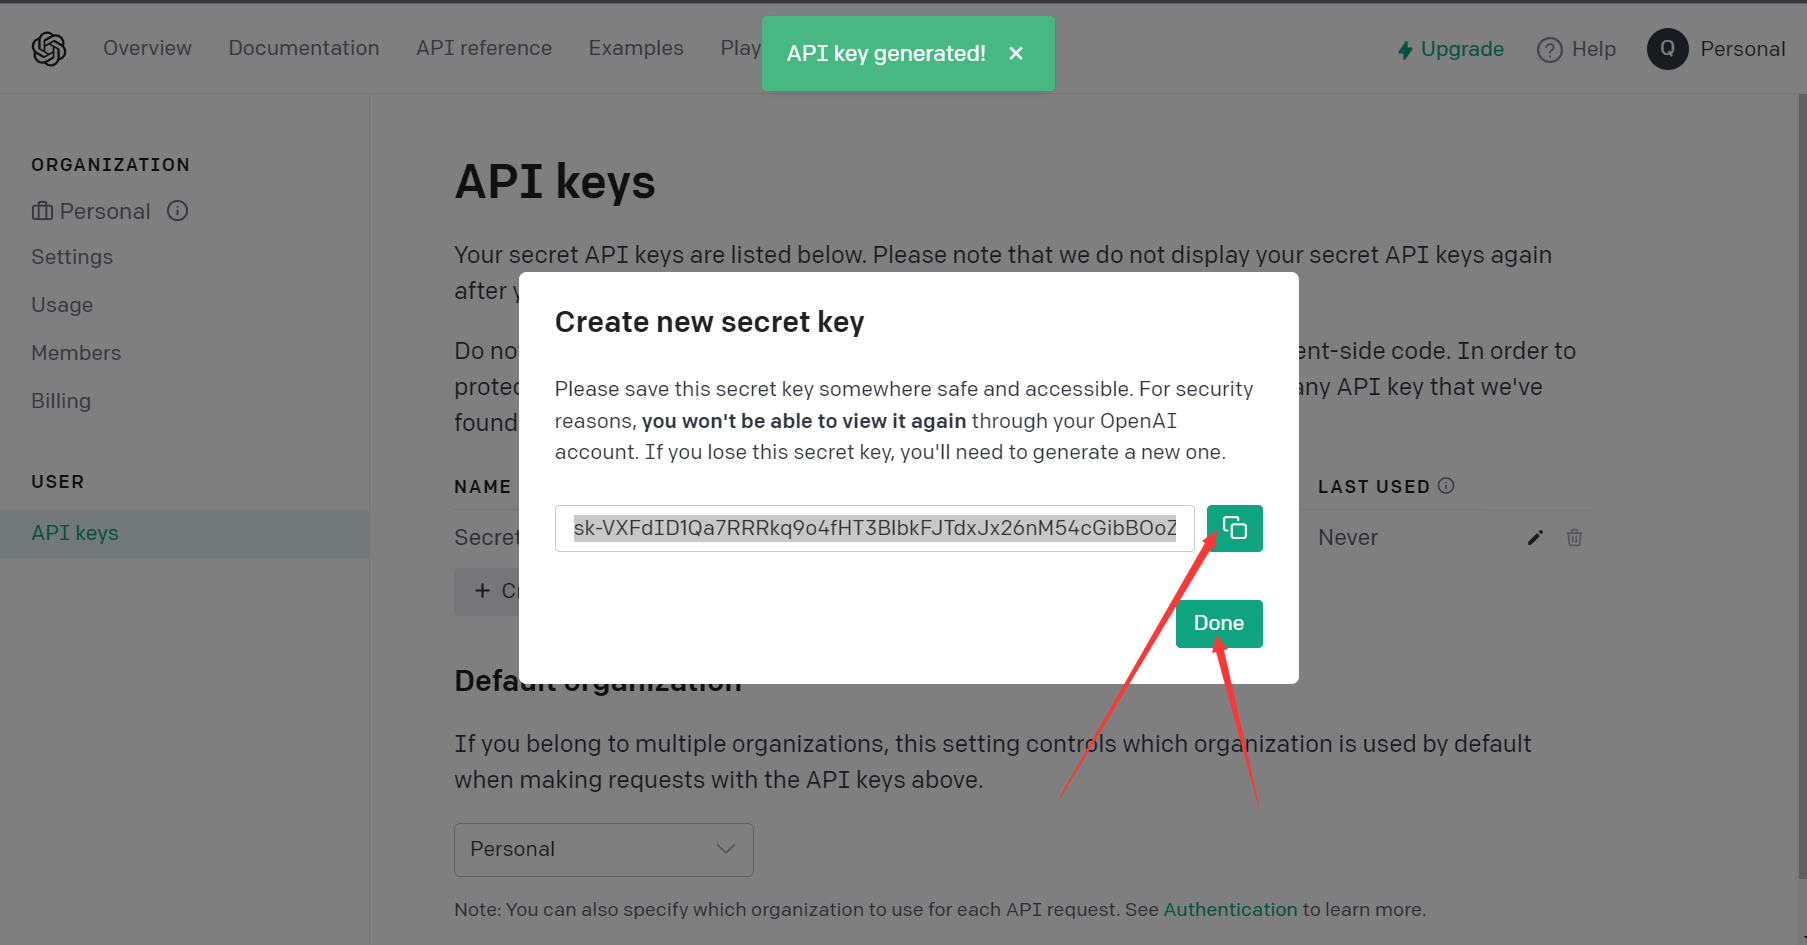 Overview Documentation API reference Examples Play
API key generated! ×
Upgrade Help Q Personal
ORGANIZATION
Personal
Settings
Usage
Members
Billing
USER
API keys
API keys
Your secret API keys are listed below. Please note that we do not display your secret API keys again
after
Do no
ent-side code. In order to
protec
any API key that we've
found
Create new secret key
Please save this secret key somewhere safe and accessible. For security
reasons, you won't be able to view it again through your OpenAI
account. If you lose this secret key, you'll need to generate a new one.
NAME LAST USED
sk-VXFdID1Qa7RRRkq9o4fHT3BlbkFJTdxJx26nM54cGibBOoZ
Secret Never
+ Cr
Done
Default organization
If you belong to multiple organizations, this setting controls which organization is used by default
when making requests with the API keys above.
Personal
Note: You can also specify which organization to use for each API request. See Authentication to learn more.